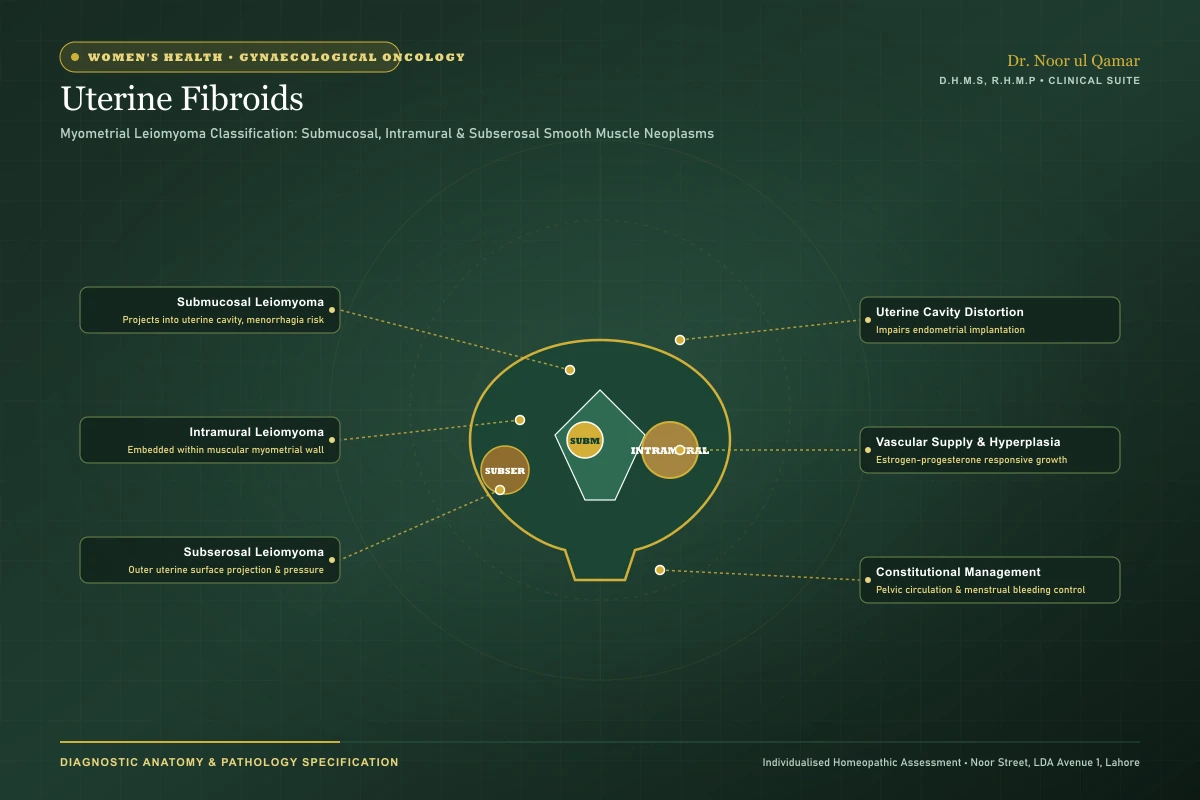 WOMEN'S HEALTH • GYNAECOLOGICAL ONCOLOGY
Dr. Noor ul Qamar
D.H.M.S, R.H.M.P • CLINICAL SUITE
Uterine Fibroids
Myometrial Leiomyoma Classification: Submucosal, Intramural & Subserosal Smooth Muscle Neoplasms
Submucosal Leiomyoma
Projects into uterine cavity, menorrhagia risk
Uterine Cavity Distortion
Impairs endometrial implantation
Intramural Leiomyoma
Embedded within muscular myometrial wall
SUBM
INTRAMURAL
SUBSER
Vascular Supply & Hyperplasia
Estrogen-progesterone responsive growth
Subserosal Leiomyoma
Outer uterine surface projection & pressure
Constitutional Management
Pelvic circulation & menstrual bleeding control
DIAGNOSTIC ANATOMY & PATHOLOGY SPECIFICATION
Individualised Homeopathic Assessment • Noor Street, LDA Avenue 1, Lahore